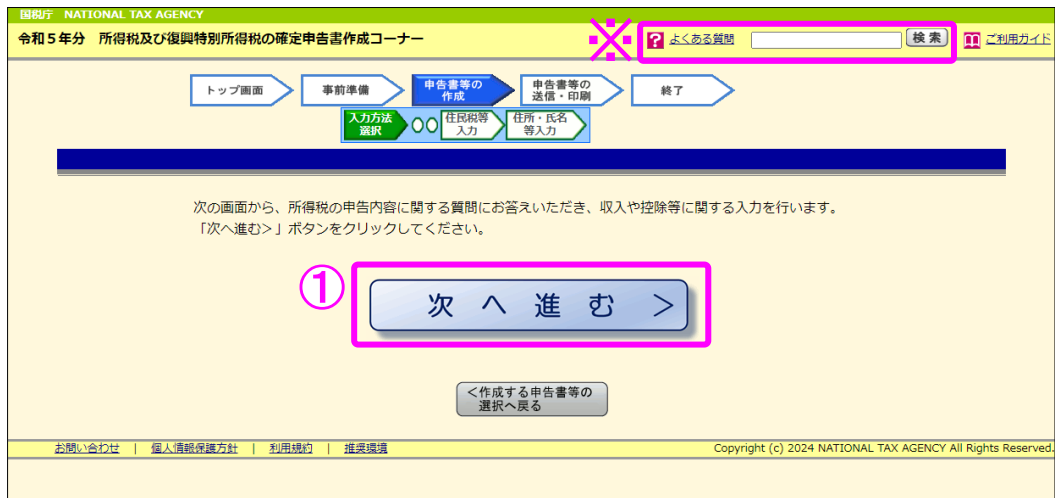 国税庁 NATIONAL TAX AGENCY
令和5年分 所得税及び復興特別所得税の確定申告書作成コーナー
※
? よくある質問 検索 ご利用ガイド
トップ画面
事前準備
申告書等の
作成
申告書等の
送信・印刷
終了
入力方法
選択
○○
住民税等
入力
住所・氏名
等入力
次の画面から、所得税の申告内容に関する質問にお答えいただき、収入や控除等に関する入力を行います。
「次へ進む>」ボタンをクリックしてください。
①
次へ進む >
<作成する申告書等の
選択へ戻る
お問い合わせ | 個人情報保護方針 | 利用規約 | 推奨環境
Copyright (c) 2024 NATIONAL TAX AGENCY All Rights Reserved.